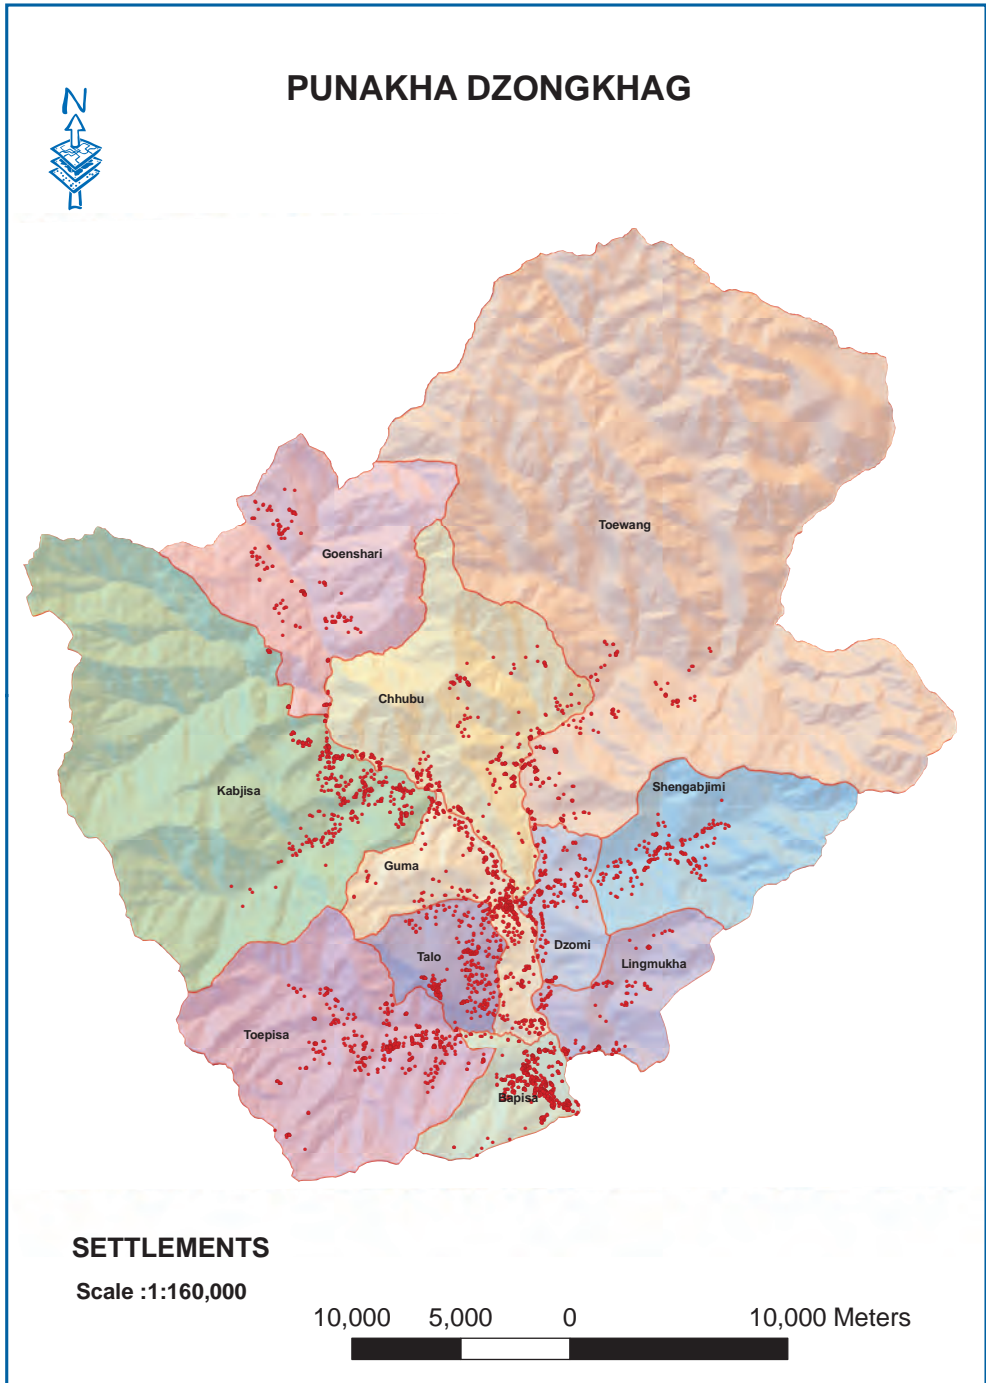 PUNAKHA DZONGKHAG
N
Toewang
Goenshari
Chhubu
Kabjisa
Shengabjimi
Guma
Dzomi
Talo
Lingmukha
Toepisa
Bapisa
SETTLEMENTS
Scale :1:160,000
10,000 5,000 0 10,000 Meters